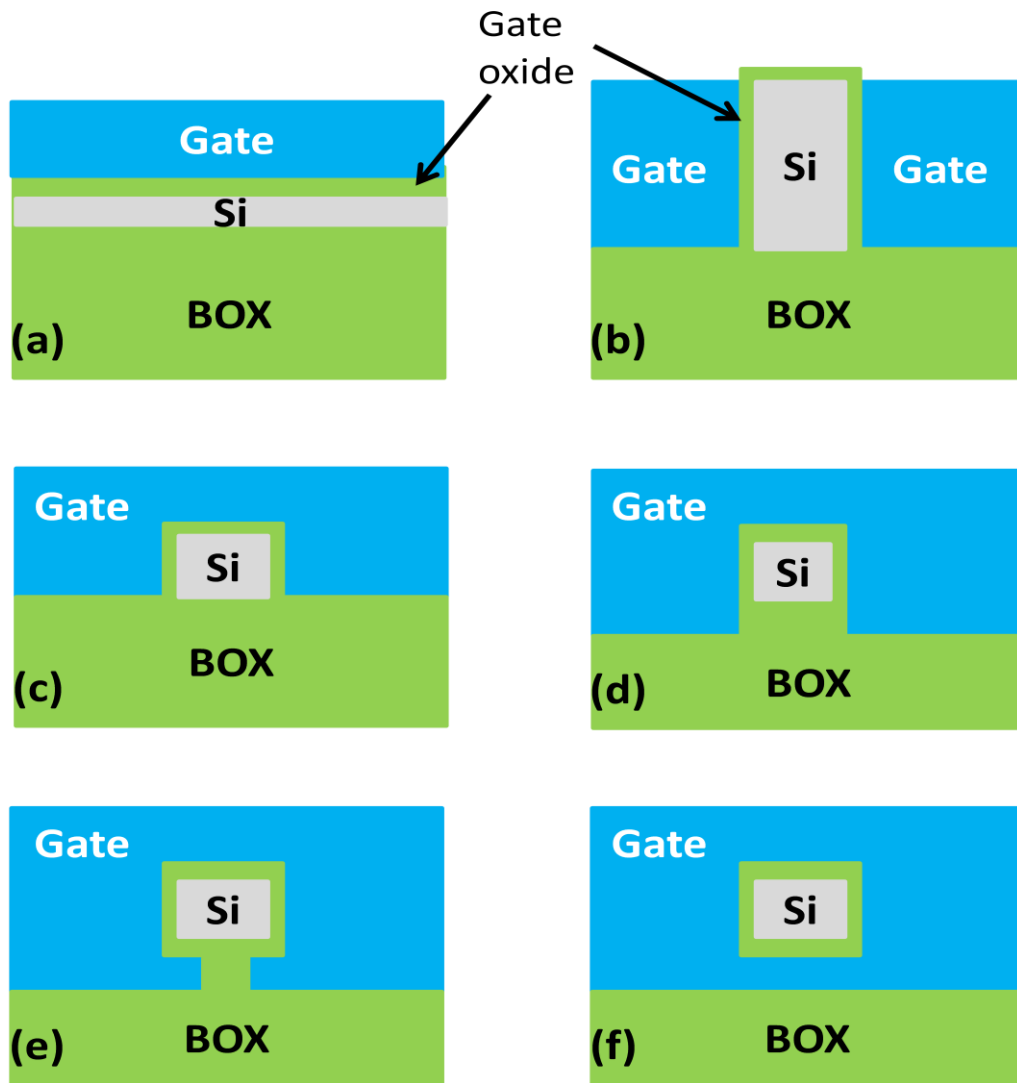 Gate
oxide
Gate
Si
BOX
(a)
Gate
Si
Gate
BOX
(b)
Gate
Si
BOX
(c)
Gate
Si
BOX
(d)
Gate
Si
BOX
(e)
Gate
Si
BOX
(f)